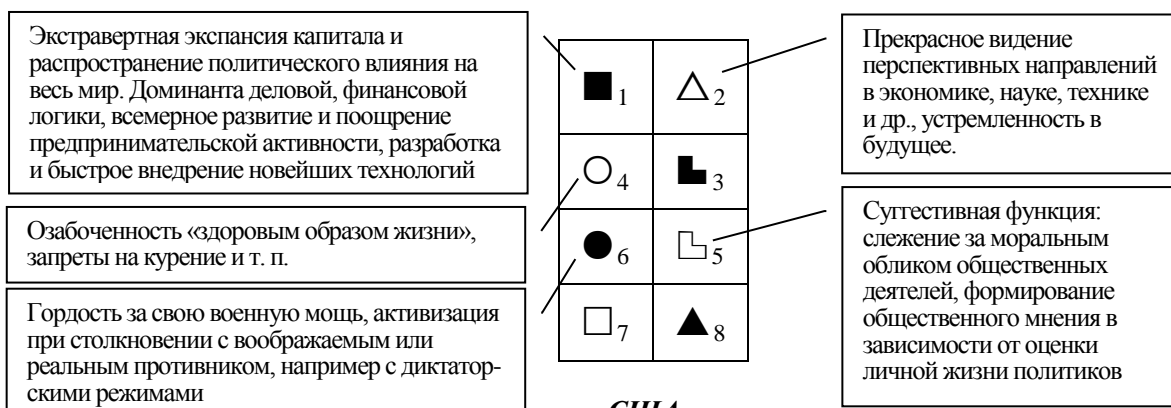 Экстравертная экспансия капитала и
распространение политического влияния на
весь мир. Доминанта деловой, финансовой
логики, всемерное развитие и поощрение
предпринимательской активности, разработка
и быстрое внедрение новейших технологий
Озабоченность «здоровым образом жизни»,
запреты на курение и т. п.
Гордость за свою военную мощь, активизация
при столкновении с воображаемым или
реальным противником, например с диктатор-
скими режимами
1 2
4 3
6 5
7 8
США
Прекрасное видение
перспективных направлений
в экономике, науке, технике
и др., устремленность в
будущее.
Суггестивная функция:
слежение за моральным
обликом общественных
деятелей, формирование
общественного мнения в
зависимости от оценки
личной жизни политиков